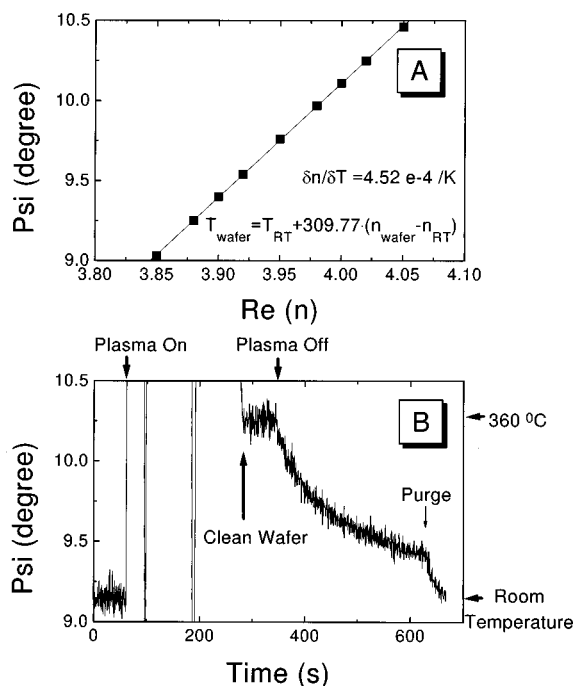 10.5
A
10.0
Psi (degree)
9.5
δn/δT =4.52 e-4 /K
T_wafer=T_RT+309.77·(n_wafer-n_RT)
9.0
3.80 3.85 3.90 3.95 4.00 4.05 4.10
Re (n)
Plasma On Plasma Off
10.5
B
360 ⁰C
10.0
Psi (degree)
Clean Wafer
Purge
9.5
9.0
Room
Temperature
0 200 400 600
Time (s)